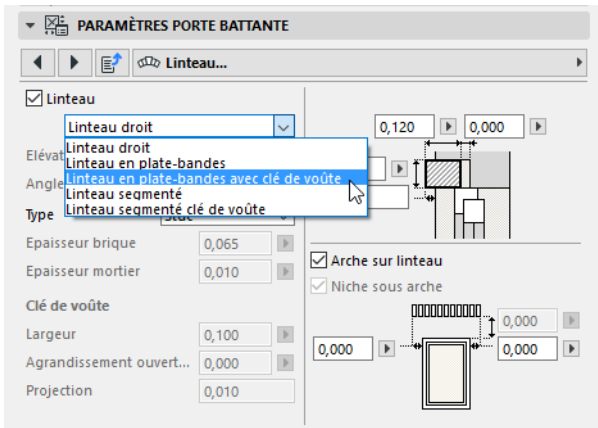 PARAMÈTRES PORTE BATTANTE
Linteau...
Linteau
Linteau droit
Linteau droit
Linteau en plate-bandes
Linteau en plate-bandes avec clé de voûte
Linteau segmenté
Linteau segmenté clé de voûte
Angle
Type
Epaisseur brique 0,065
Epaisseur mortier 0,010
Clé de voûte
Largeur 0,100
Agrandissement ouvert... 0,000
Projection 0,010
0,120 0,000
Arche sur linteau
Niche sous arche
0,000
0,000 0,000